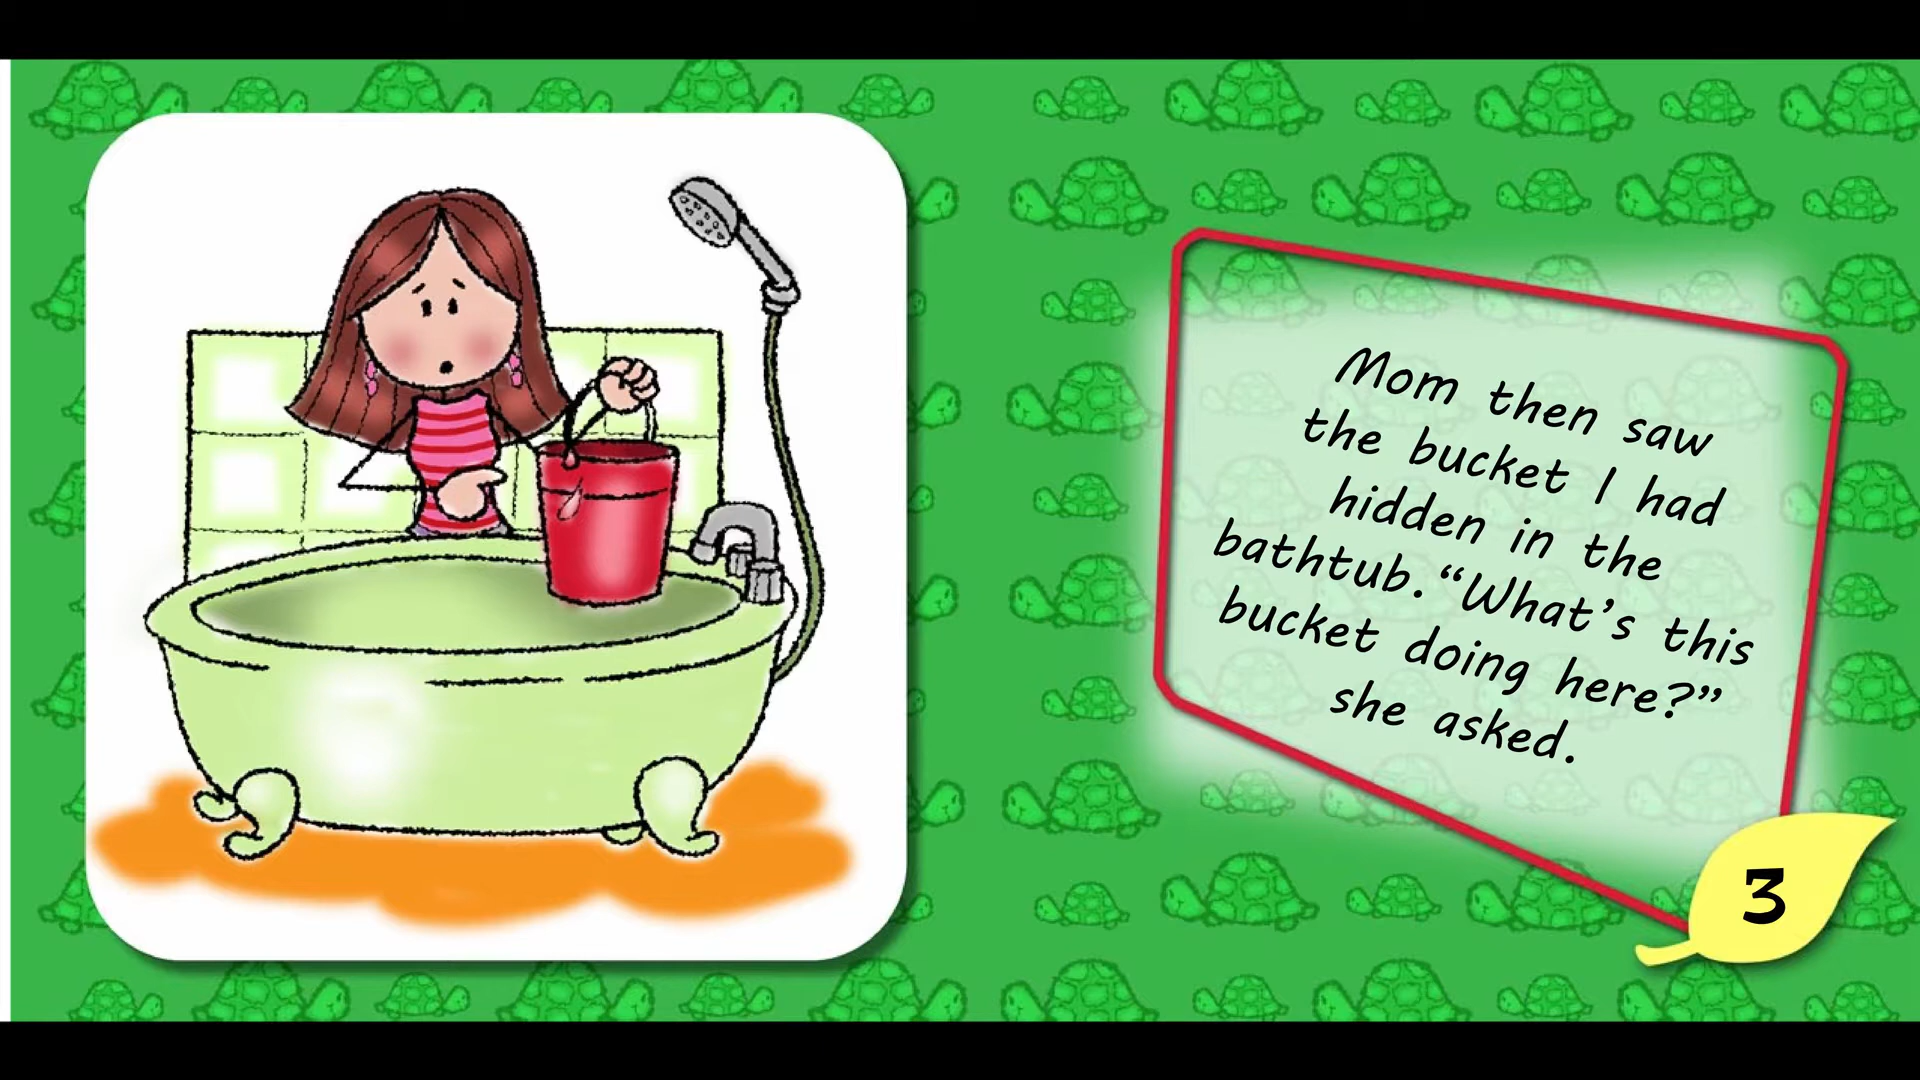 Mom then saw
the bucket I had
hidden in the
bathtub. “What’s this
bucket doing here?”
she asked.
3